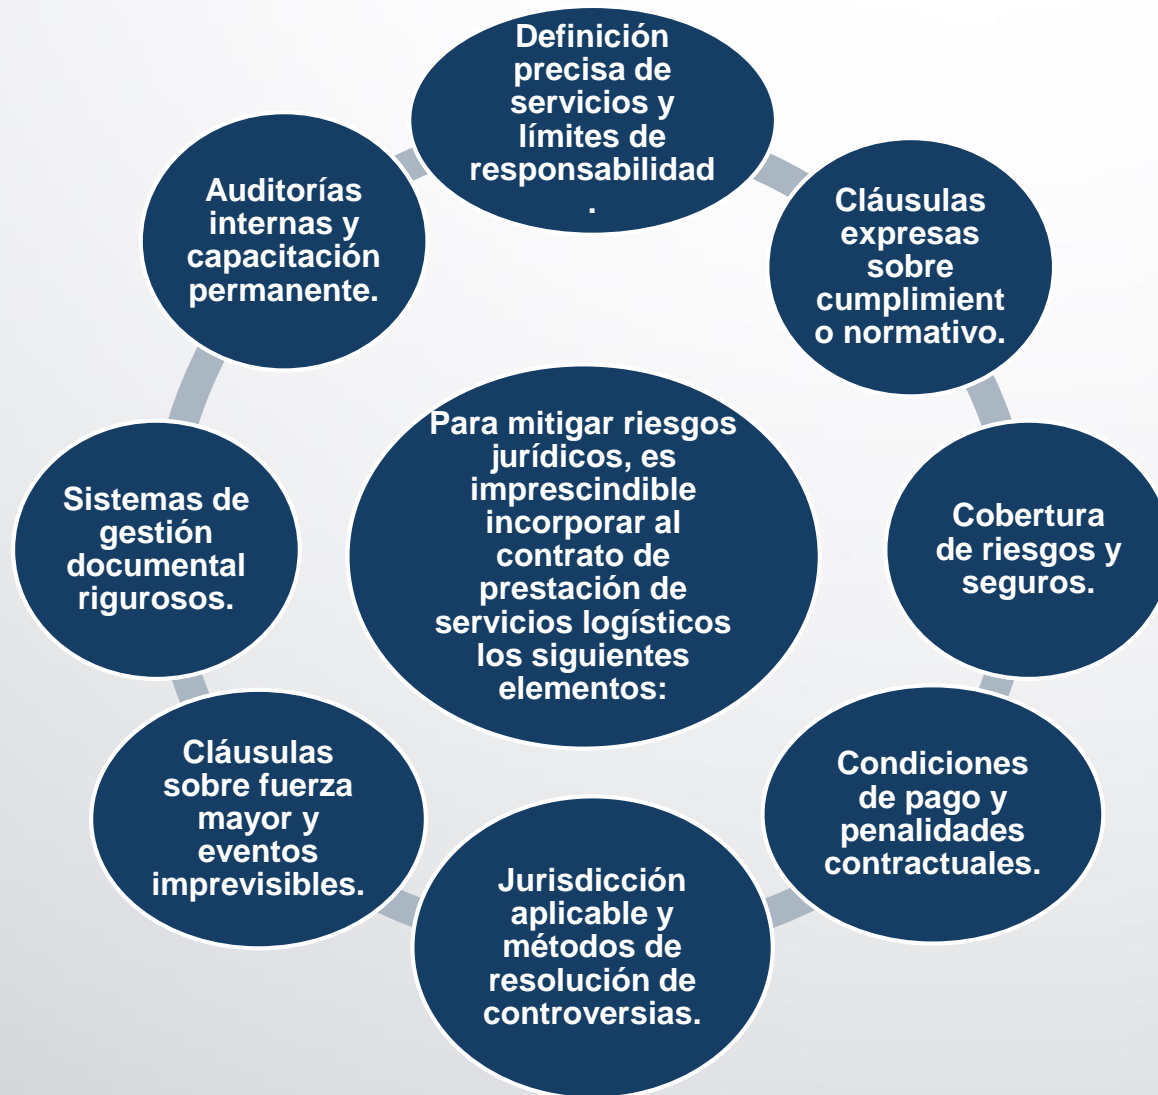 Definición
precisa de
servicios y
límites de
responsabilidad
.
Cláusulas
expresas
sobre
cumplimient
o normativo.
Cobertura
de riesgos y
seguros.
Condiciones
de pago y
penalidades
contractuales.
Jurisdicción
aplicable y
métodos de
resolución de
controversias.
Cláusulas
sobre fuerza
mayor y
eventos
imprevisibles.
Sistemas de
gestión
documental
rigurosos.
Auditorías
internas y
capacitación
permanente.
Para mitigar riesgos
jurídicos, es
imprescindible
incorporar al
contrato de
prestación de
servicios logísticos
los siguientes
elementos: